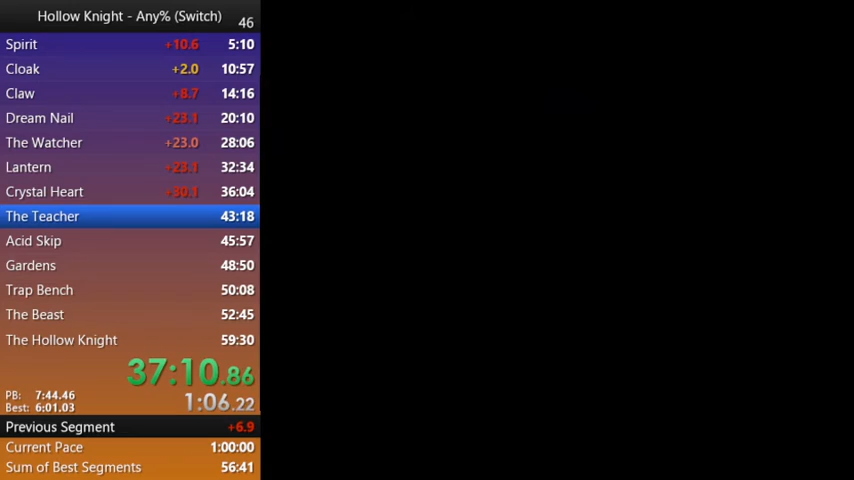 Hollow Knight - Any% (Switch)
46
Spirit +10.6 5:10
Cloak +2.0 10:57
Claw +8.7 14:16
Dream Nail +23.1 20:10
The Watcher +23.0 28:06
Lantern +23.1 32:34
Crystal Heart +30.1 36:04
The Teacher 43:18
Acid Skip 45:57
Gardens 48:50
Trap Bench 50:08
The Beast 52:45
The Hollow Knight 59:30
37:10.86
PB: 7:44.46
Best: 6:01.03
1:06.22
Previous Segment +6.9
Current Pace 1:00:00
Sum of Best Segments 56:41